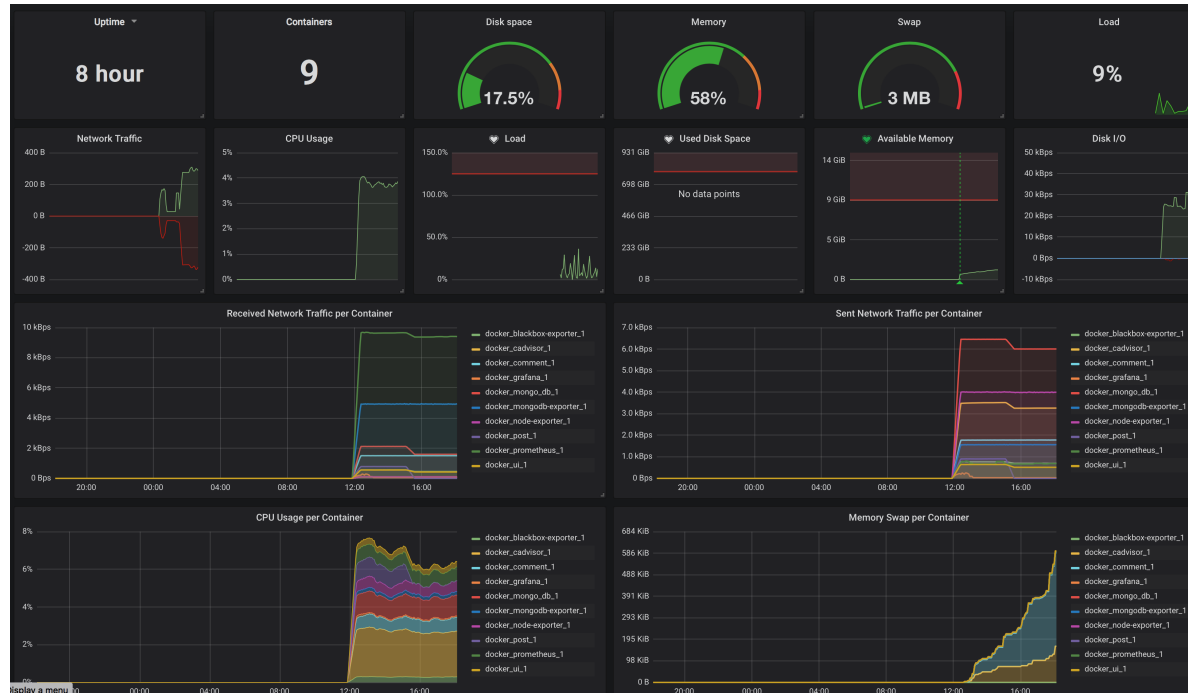 Uptime
Containers
Disk space
Memory
Swap
Load
8 hour
9
17.5%
58%
3 MB
9%
Network Traffic
400 B
200 B
0 B
-200 B
-400 B
CPU Usage
5%
4%
3%
2%
1%
0%
Load
150.0%
100.0%
50.0%
0%
Used Disk Space
931 GiB
698 GiB
466 GiB
233 GiB
0 B
No data points
Available Memory
14 GiB
9 GiB
5 GiB
0 B
Disk I/O
50 kBps
40 kBps
30 kBps
20 kBps
10 kBps
0 Bps
-10 kBps
Received Network Traffic per Container
10 kBps
8 kBps
6 kBps
4 kBps
2 kBps
0 Bps
20:00 00:00 04:00 08:00 12:00 16:00
docker_blackbox-exporter_1
docker_cadvisor_1
docker_comment_1
docker_grafana_1
docker_mongo_db_1
docker_mongodb-exporter_1
docker_node-exporter_1
docker_post_1
docker_prometheus_1
docker_ui_1
Sent Network Traffic per Container
7.0 kBps
6.0 kBps
5.0 kBps
4.0 kBps
3.0 kBps
2.0 kBps
1.0 kBps
0 Bps
20:00 00:00 04:00 08:00 12:00 16:00
docker_blackbox-exporter_1
docker_cadvisor_1
docker_comment_1
docker_grafana_1
docker_mongo_db_1
docker_mongodb-exporter_1
docker_node-exporter_1
docker_post_1
docker_prometheus_1
docker_ui_1
CPU Usage per Container
8%
6%
4%
2%
00:00 04:00 08:00 12:00 16:00
docker_blackbox-exporter_1
docker_cadvisor_1
docker_comment_1
docker_grafana_1
docker_mongo_db_1
docker_mongodb-exporter_1
docker_node-exporter_1
docker_post_1
docker_prometheus_1
docker_ui_1
Memory Swap per Container
684 KiB
586 KiB
488 KiB
391 KiB
293 KiB
195 KiB
98 KiB
0 B
20:00 00:00 04:00 08:00 12:00 16:00
docker_blackbox-exporter_1
docker_cadvisor_1
docker_comment_1
docker_grafana_1
docker_mongo_db_1
docker_mongodb-exporter_1
docker_node-exporter_1
docker_post_1
docker_prometheus_1
docker_ui_1
isplay a menu